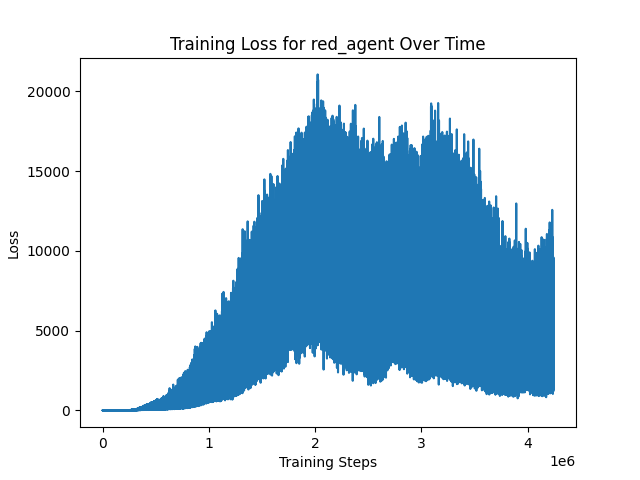 Training Loss for red_agent Over Time
20000
15000
10000
5000
0
Loss
0
1
2
3
4
1e6
Training Steps